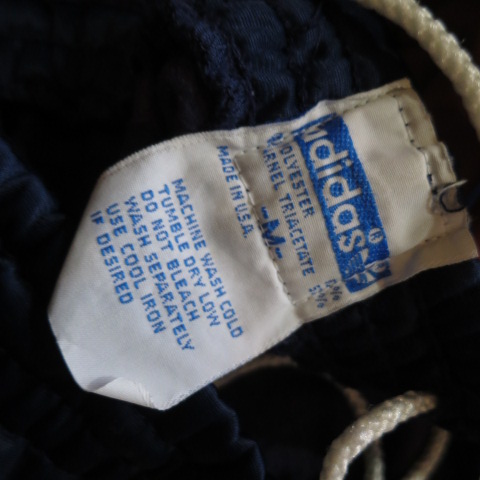 adidas
POLYESTER
ARNEL TRIACETATE
-M-
MADE IN U.S.A.
MACHINE WASH COLD
TUMBLE DRY LOW
DO NOT BLEACH
WASH SEPARATELY
USE COOL IRON
IF DESIRED